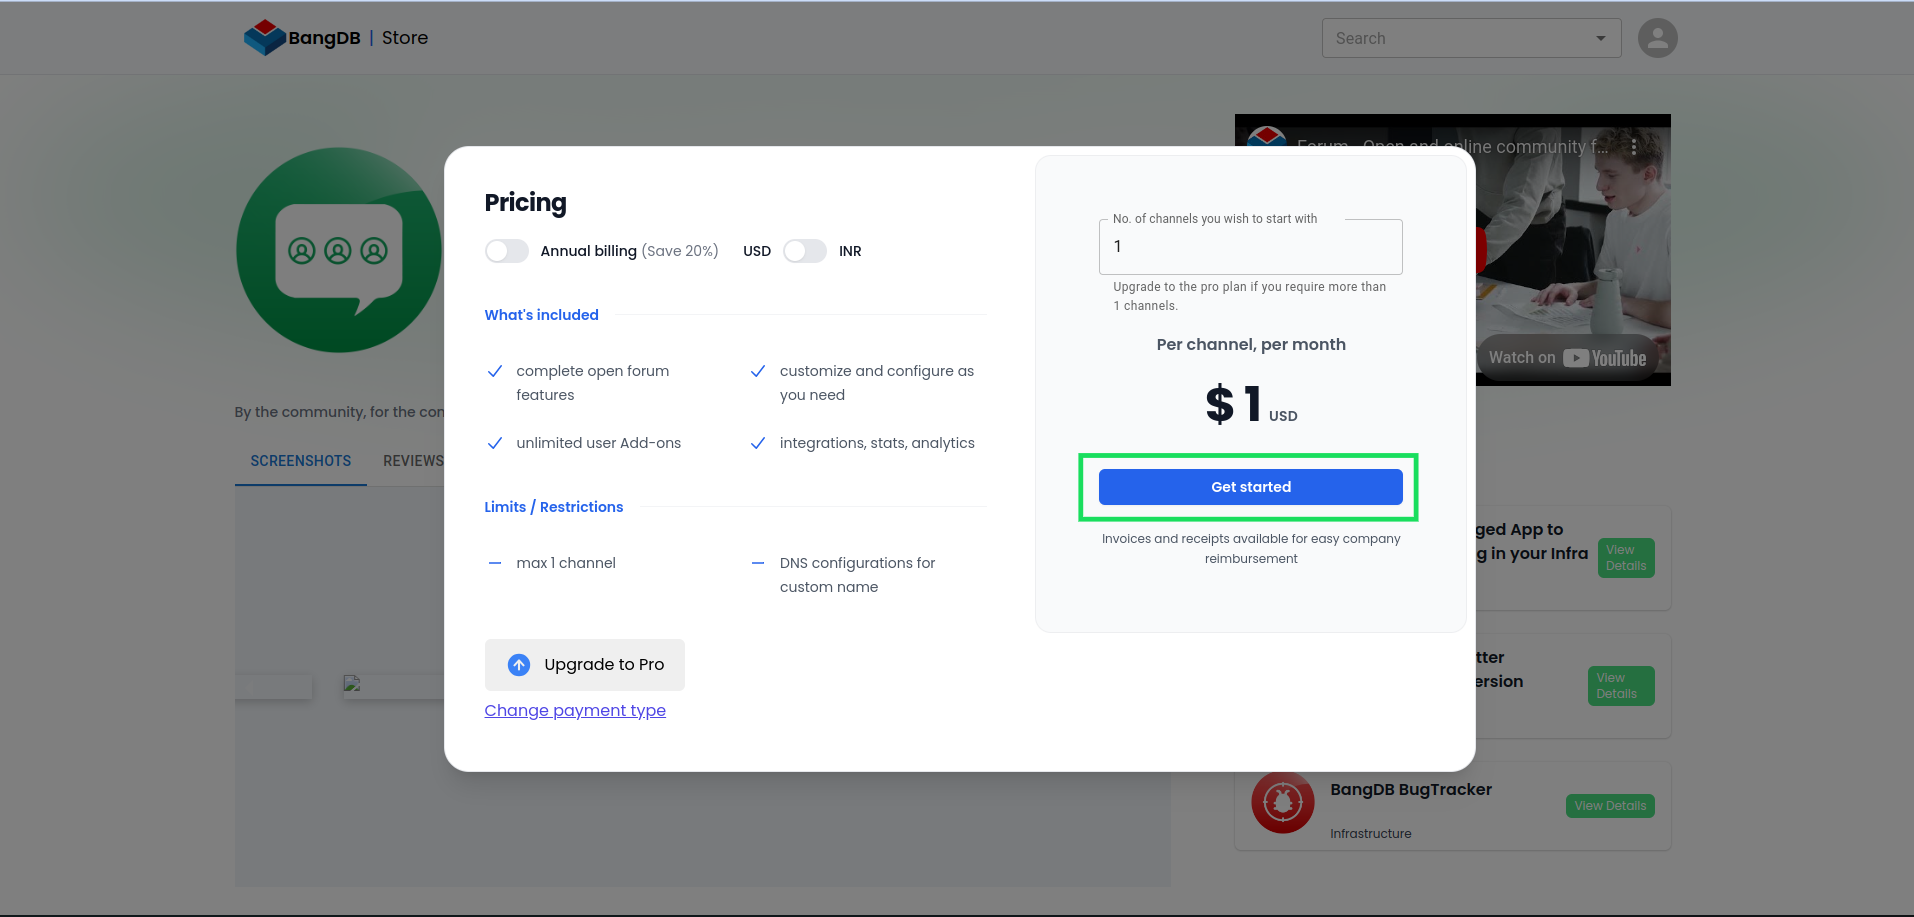 BangDB | Store
Search
Forum - Open and online community f...
Pricing
Annual billing (Save 20%) USD INR
What's included
complete open forum
features
customize and configure as
you need
unlimited user Add-ons
integrations, stats, analytics
Limits / Restrictions
max 1 channel
DNS configurations for
custom name
Upgrade to Pro
Change payment type
No. of channels you wish to start with
1
Upgrade to the pro plan if you require more than
1 channels.
Per channel, per month
$ 1 USD
Get started
Invoices and receipts available for easy company
reimbursement
Watch on YouTube
By the community, for the con
SCREENSHOTS REVIEWS
ged App to
g in your Infra
View
Details
tter
ersion
View
Details
BangDB BugTracker
View Details
Infrastructure